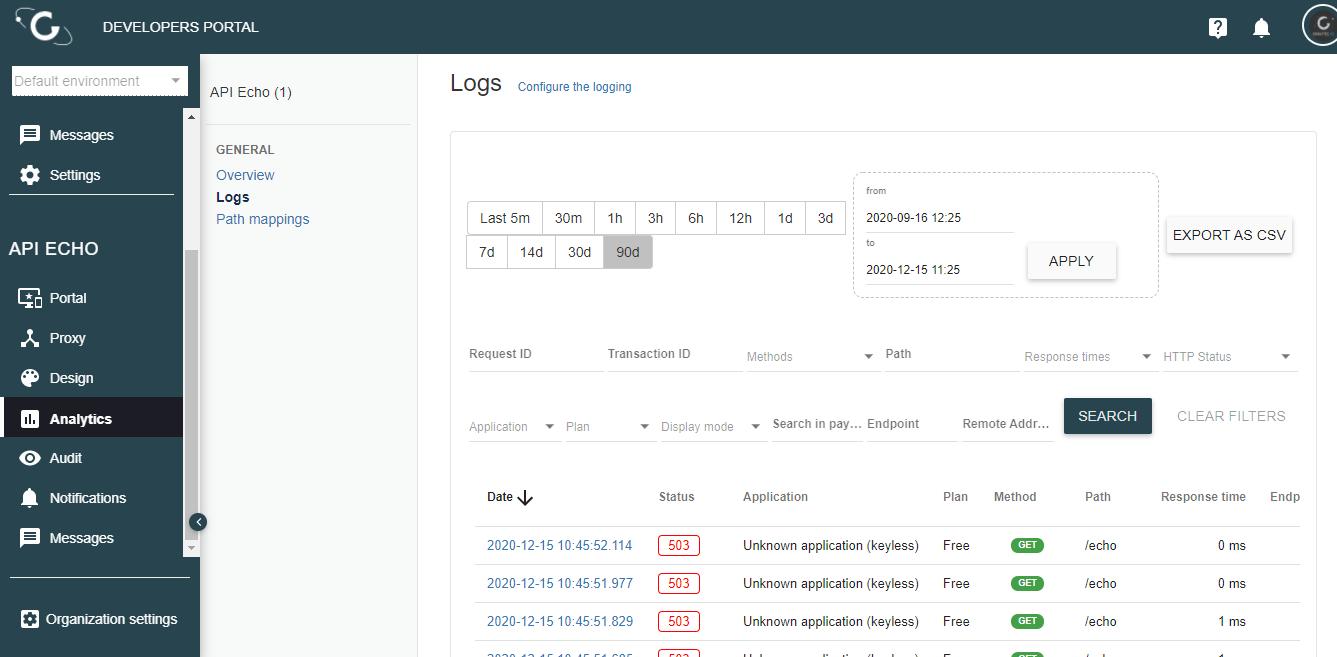 DEVELOPERS PORTAL
Default environment
Messages
Settings
API ECHO
Portal
Proxy
Design
Analytics
Audit
Notifications
Messages
Organization settings
API Echo (1)
GENERAL
Overview
Logs
Path mappings
Logs Configure the logging
Last 5m 30m 1h 3h 6h 12h 1d 3d
7d 14d 30d 90d
from
2020-09-16 12:25
to
2020-12-15 11:25
APPLY
EXPORT AS CSV
Request ID Transaction ID Methods Path Response times HTTP Status
Application Plan Display mode Search in pay... Endpoint Remote Addr... SEARCH CLEAR FILTERS
Date Status Application Plan Method Path Response time Endp
2020-12-15 10:45:52.114 503 Unknown application (keyless) Free GET /echo 0 ms
2020-12-15 10:45:51.977 503 Unknown application (keyless) Free GET /echo 0 ms
2020-12-15 10:45:51.829 503 Unknown application (keyless) Free GET /echo 1 ms